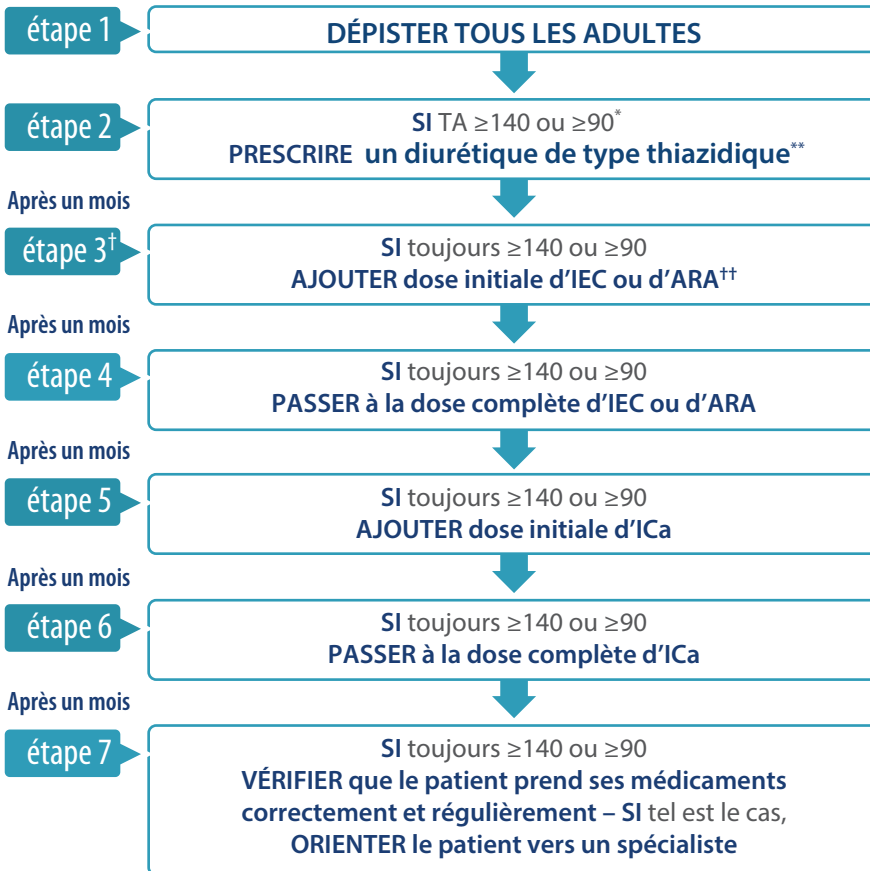 étape 1
DÉPISTER TOUS LES ADULTES
étape 2
SI TA ≥140 ou ≥90*
PRESCRIRE un diurétique de type thiazidique**
Après un mois
étape 3†
SI toujours ≥140 ou ≥90
AJOUTER dose initiale d'IEC ou d'ARA††
Après un mois
étape 4
SI toujours ≥140 ou ≥90
PASSER à la dose complète d'IEC ou d'ARA
Après un mois
étape 5
SI toujours ≥140 ou ≥90
AJOUTER dose initiale d'ICa
Après un mois
étape 6
SI toujours ≥140 ou ≥90
PASSER à la dose complète d'ICa
Après un mois
étape 7
SI toujours ≥140 ou ≥90
VÉRIFIER que le patient prend ses médicaments
correctement et régulièrement – SI tel est le cas,
ORIENTER le patient vers un spécialiste